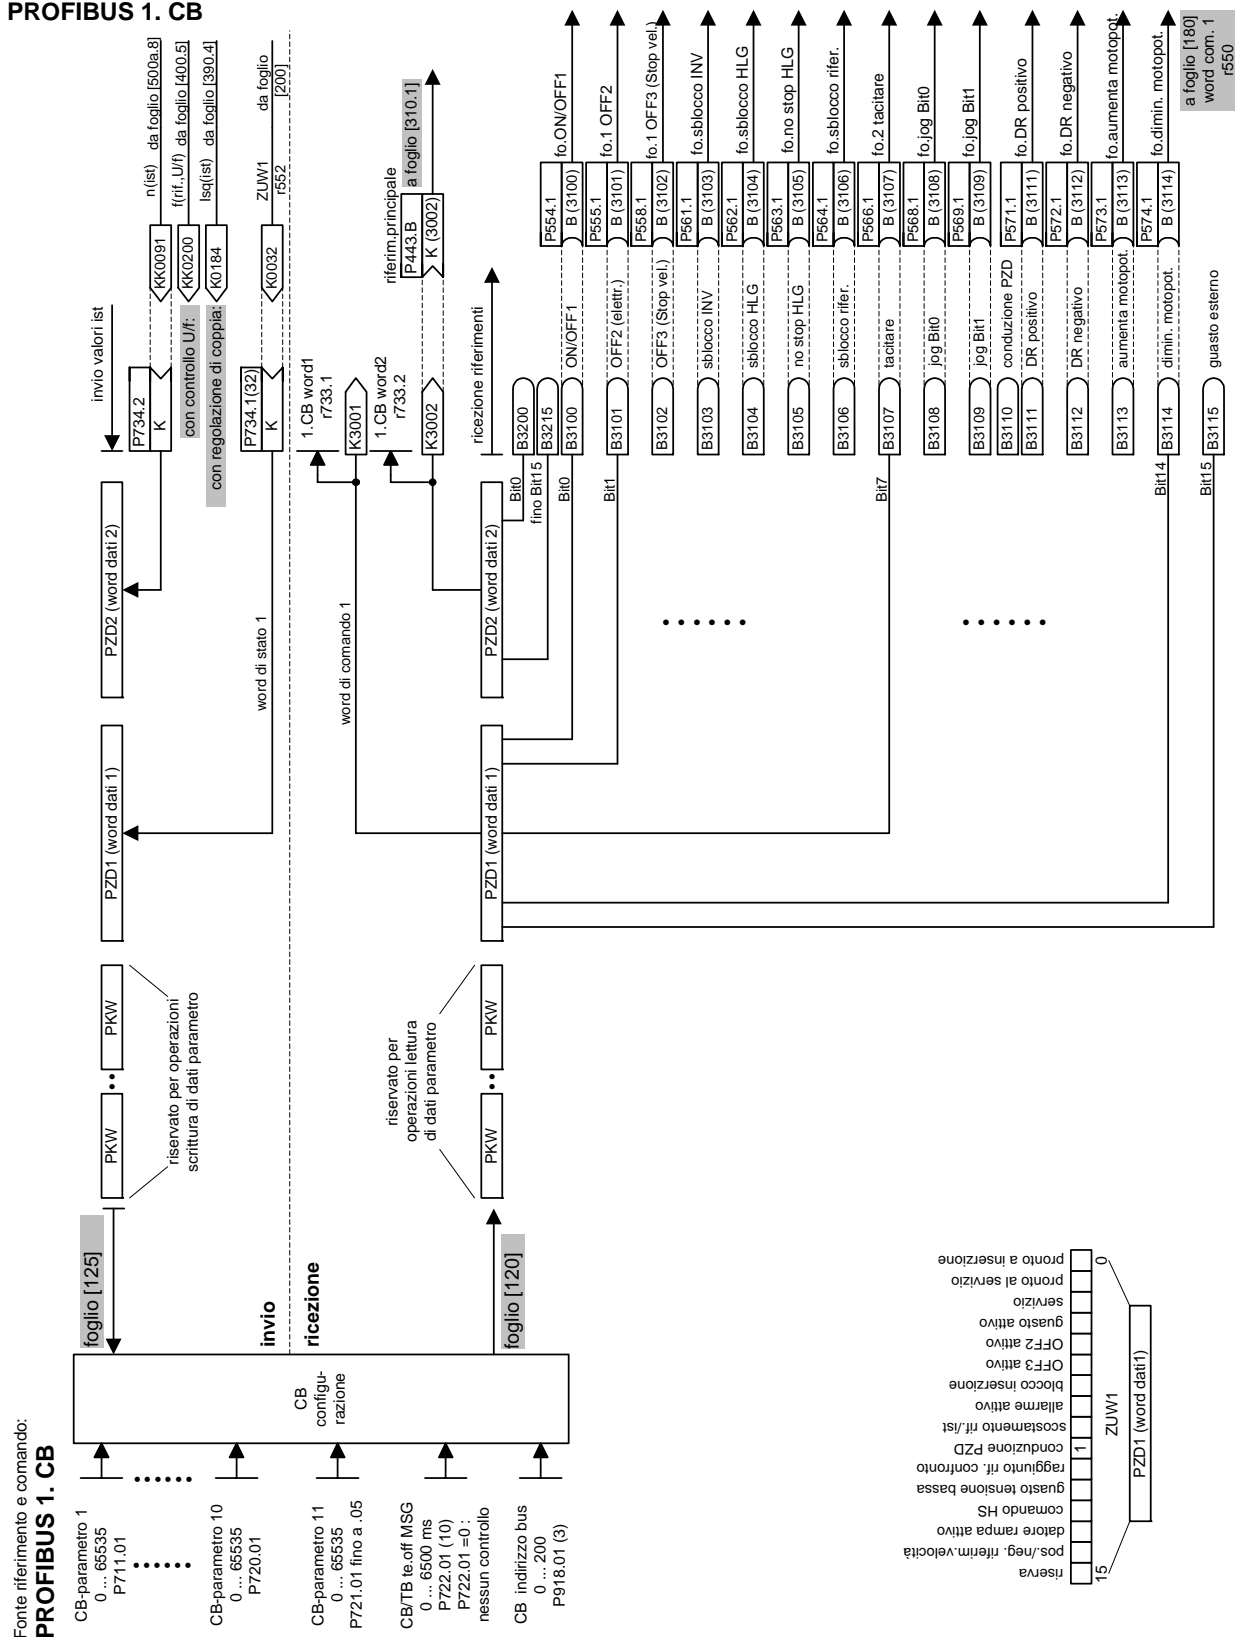 PROFIBUS 1. CB
Fonte riferimento e comando:
PROFIBUS 1. CB
CB-parametro 1
0 ... 65535
P711.01
CB-parametro 10
0 ... 65535
P720.01
CB-parametro 11
0 ... 65535
P721.01 fino a .05
CB/TB te.off MSG
0 ... 6500 ms
P722.01 (10)
P722.01 =0 :
nessun controllo
CB indirizzo bus
0 ... 200
P918.01 (3)
CB
configu-
razione
foglio [125]
invio
ricezione
foglio [120]
PKW
PKW
riservato per operazioni
scrittura di dati parametro
PKW
PKW
riservato per
operazioni lettura
di dati parametro
PZD1 (word dati 1)
PZD2 (word dati 2)
word di stato 1
word di comando 1
PZD1 (word dati 1)
PZD2 (word dati 2)
invio valori ist
P734.2
K
KK0091
n(ist) da foglio [500a.8]
con controllo U/f:
KK0200
f(rif.,U/f) da foglio [400.5]
con regolazione di coppia:
K0184
Isq(ist) da foglio [390.4]
P734.1(32)
K
K0032
ZUW1
r552
da foglio
[200]
1.CB word1
r733.1
K3001
1.CB word2
r733.2
K3002
riferim.principale
P443.B
K (3002)
a foglio [310.1]
ricezione riferimenti
Bit0
B3200
fino Bit15
B3215
Bit0
B3100
ON/OFF1
P554.1
B (3100)
fo.ON/OFF1
Bit1
B3101
OFF2 (elettr.)
P555.1
B (3101)
fo.1 OFF2
B3102
OFF3 (Stop vel.)
P558.1
B (3102)
fo.1 OFF3 (Stop vel.)
B3103
sblocco INV
P561.1
B (3103)
fo.sblocco INV
B3104
sblocco HLG
P562.1
B (3104)
fo.sblocco HLG
B3105
no stop HLG
P563.1
B (3105)
fo.no stop HLG
B3106
sblocco rifer.
P564.1
B (3106)
fo.sblocco rifer.
Bit7
B3107
tacitare
P566.1
B (3107)
fo.2 tacitare
B3108
jog Bit0
P568.1
B (3108)
fo.jog Bit0
B3109
jog Bit1
P569.1
B (3109)
fo.jog Bit1
B3110
conduzione PZD
B3111
DR positivo
P571.1
B (3111)
fo.DR positivo
B3112
DR negativo
P572.1
B (3112)
fo.DR negativo
B3113
aumenta motopot.
P573.1
B (3113)
fo.aumenta motopot.
Bit14
B3114
dimin. motopot.
P574.1
B (3114)
fo.dimin. motopot.
Bit15
B3115
guasto esterno
a foglio [180]
word com. 1
r550
pronto a inserzione
pronto al servizio
servizio
guasto attivo
OFF2 attivo
OFF3 attivo
blocco inserzione
allarme attivo
scostamento rif./ist
conduzione PZD
raggiunto rif. confronto
guasto tensione bassa
comando HS
datore rampa attivo
pos./neg. riferim.velocità
riserva
1
0
15
ZUW1
PZD1 (word dati1)